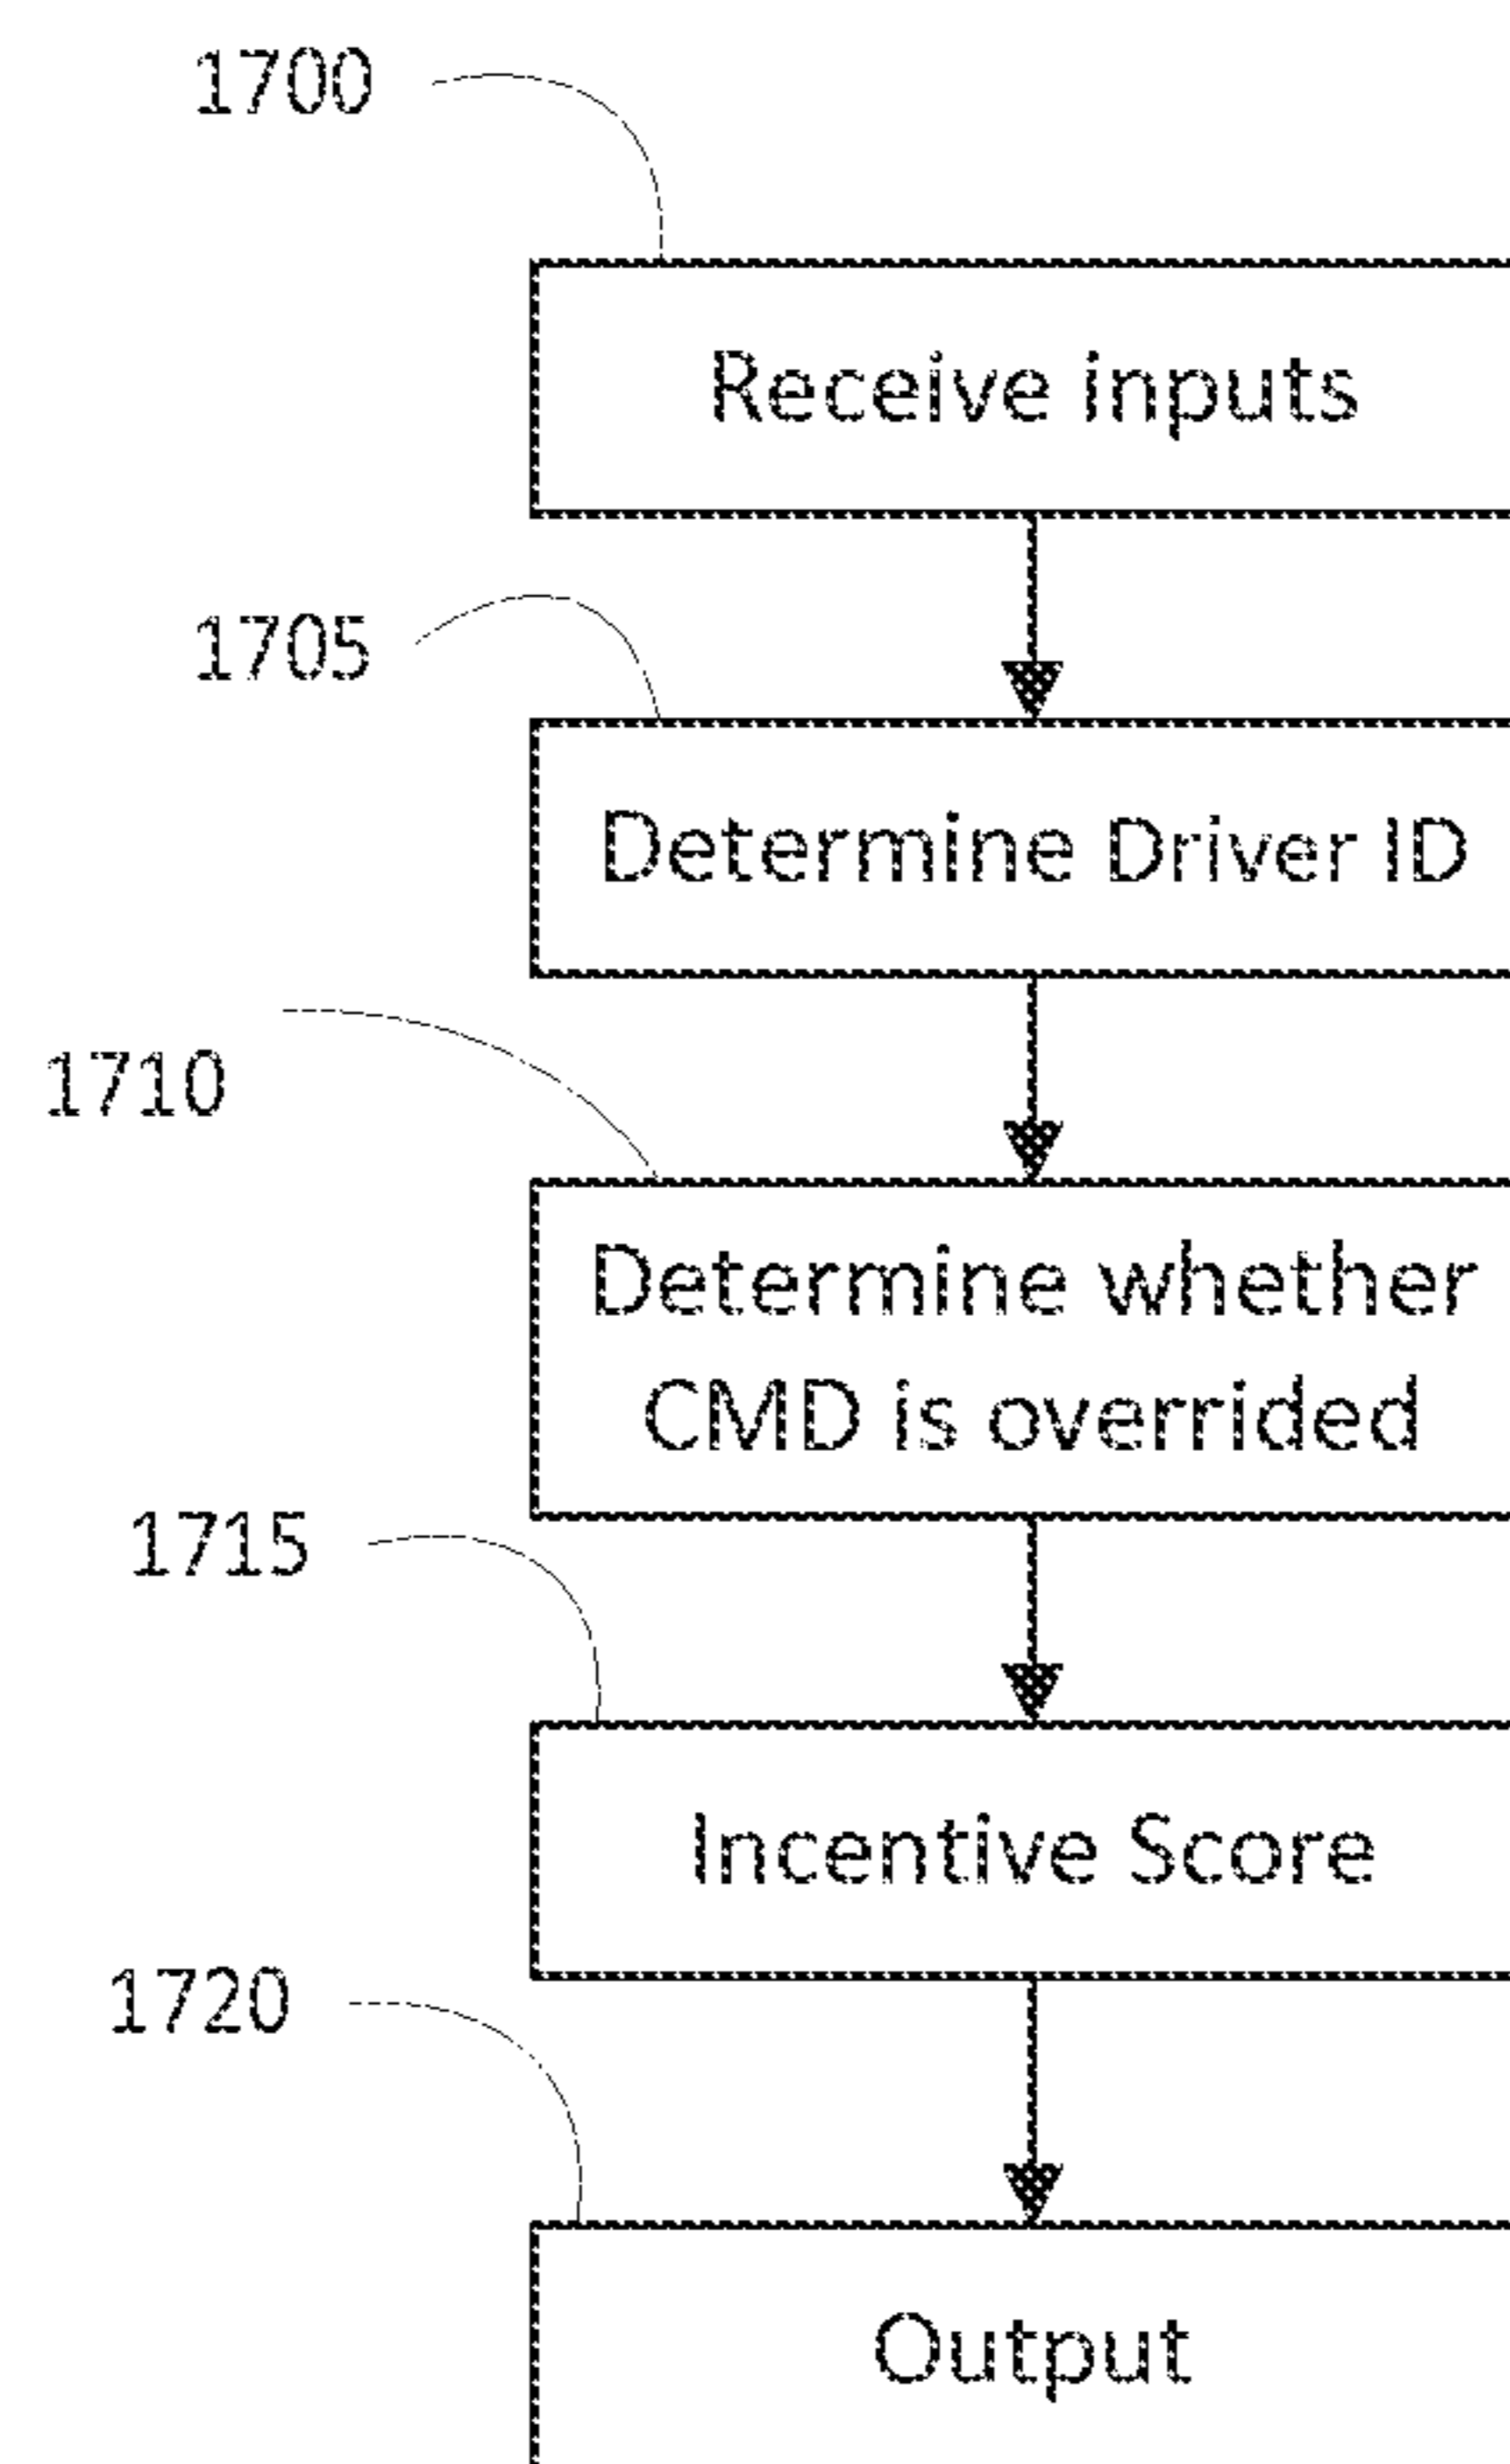 1700
Receive inputs
1705
Determine Driver ID
1710
Determine whether
CMD is overrided
1715
Incentive Score
1720
Output